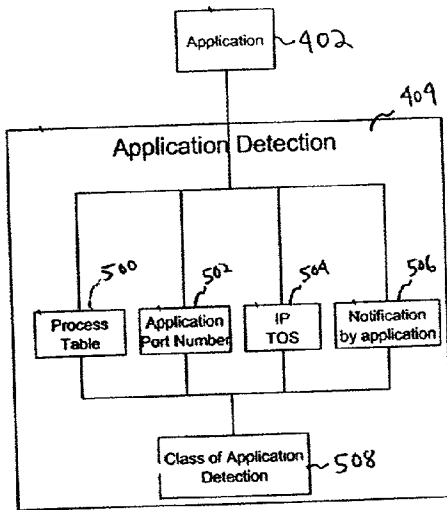 Application
402
404
Application Detection
500
502
504
506
Process
Table
Application
Port Number
IP
TOS
Notification
by application
Class of Application
Detection
508